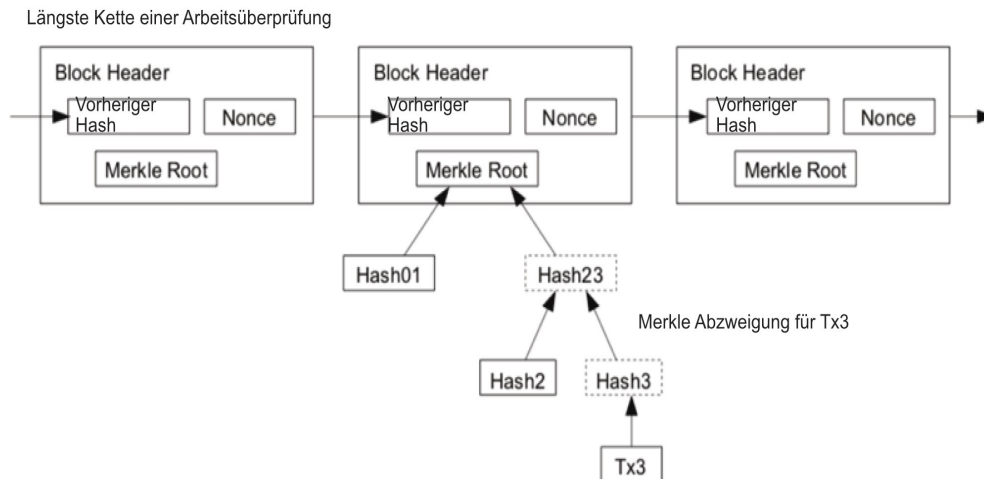 Längste Kette einer Arbeitsüberprüfung
Block Header
Vorheriger
Hash
Nonce
Merkle Root
Block Header
Vorheriger
Hash
Nonce
Merkle Root
Block Header
Vorheriger
Hash
Nonce
Merkle Root
Hash01
Hash23
Merkle Abzweigung für Tx3
Hash2
Hash3
Tx3